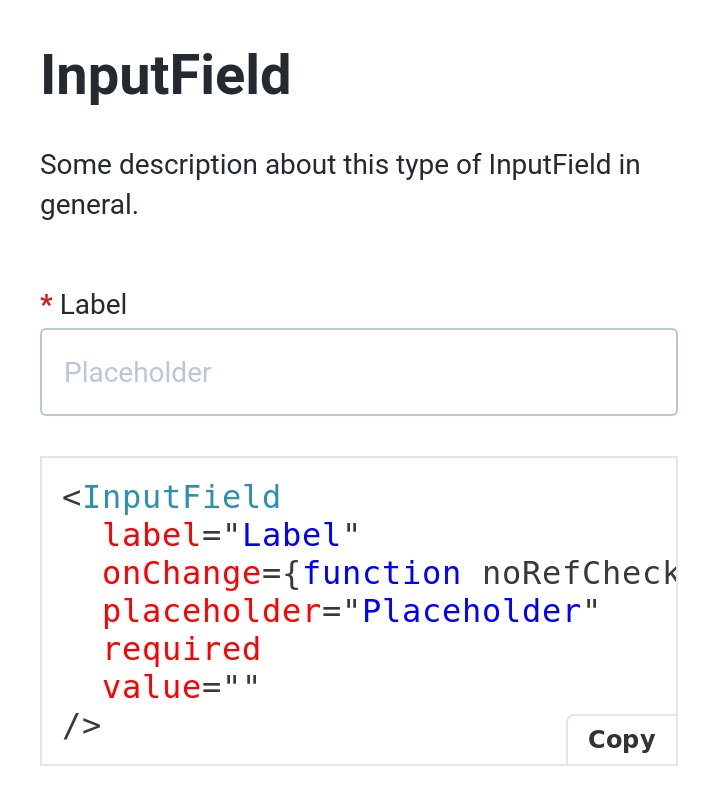 InputField
Some description about this type of InputField in
general.
* Label
Placeholder
<InputField
  label="Label"
  onChange={function noRefCheck
  placeholder="Placeholder"
  required
  value=""
/>
Copy